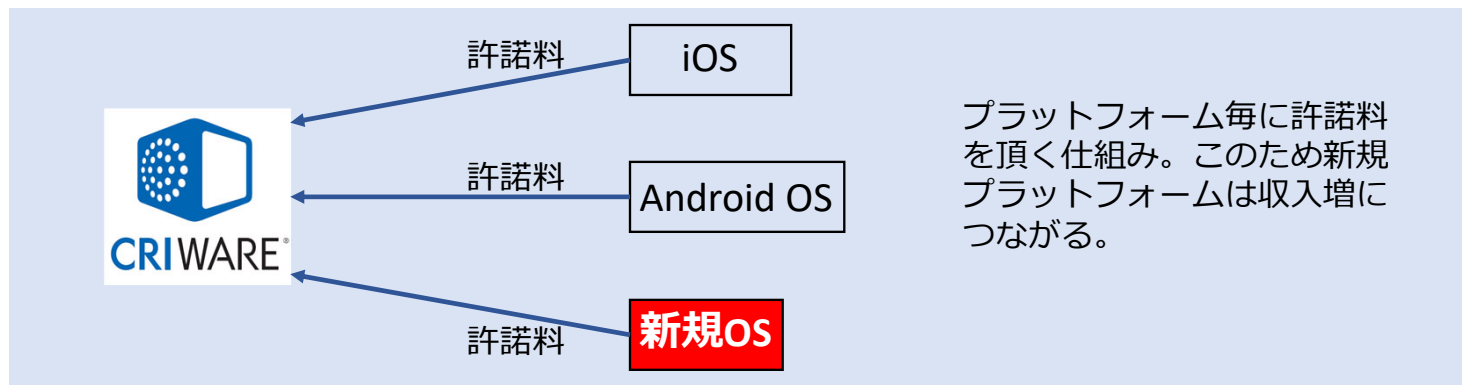 許諾料
iOS
許諾料
Android OS
CRIWARE®
許諾料
新規OS
プラットフォーム毎に許諾料
を頂く仕組み。このため新規
プラットフォームは収入増に
つながる。